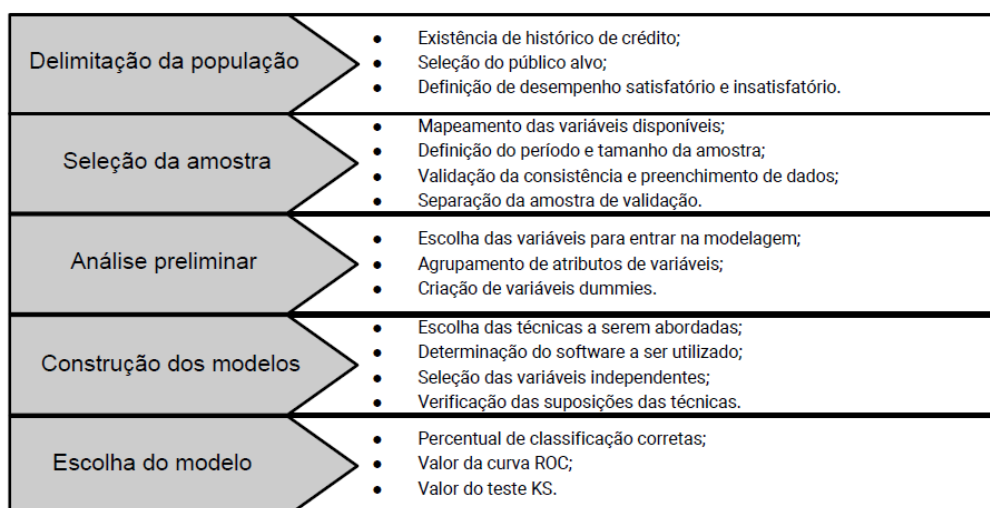 Delimitação da população
● Existência de histórico de crédito;
● Seleção do público alvo;
● Definição de desempenho satisfatório e insatisfatório.
Seleção da amostra
● Mapeamento das variáveis disponíveis;
● Definição do período e tamanho da amostra;
● Validação da consistência e preenchimento de dados;
● Separação da amostra de validação.
Análise preliminar
● Escolha das variáveis para entrar na modelagem;
● Agrupamento de atributos de variáveis;
● Criação de variáveis dummies.
Construção dos modelos
● Escolha das técnicas a serem abordadas;
● Determinação do software a ser utilizado;
● Seleção das variáveis independentes;
● Verificação das suposições das técnicas.
Escolha do modelo
● Percentual de classificação corretas;
● Valor da curva ROC;
● Valor do teste KS.